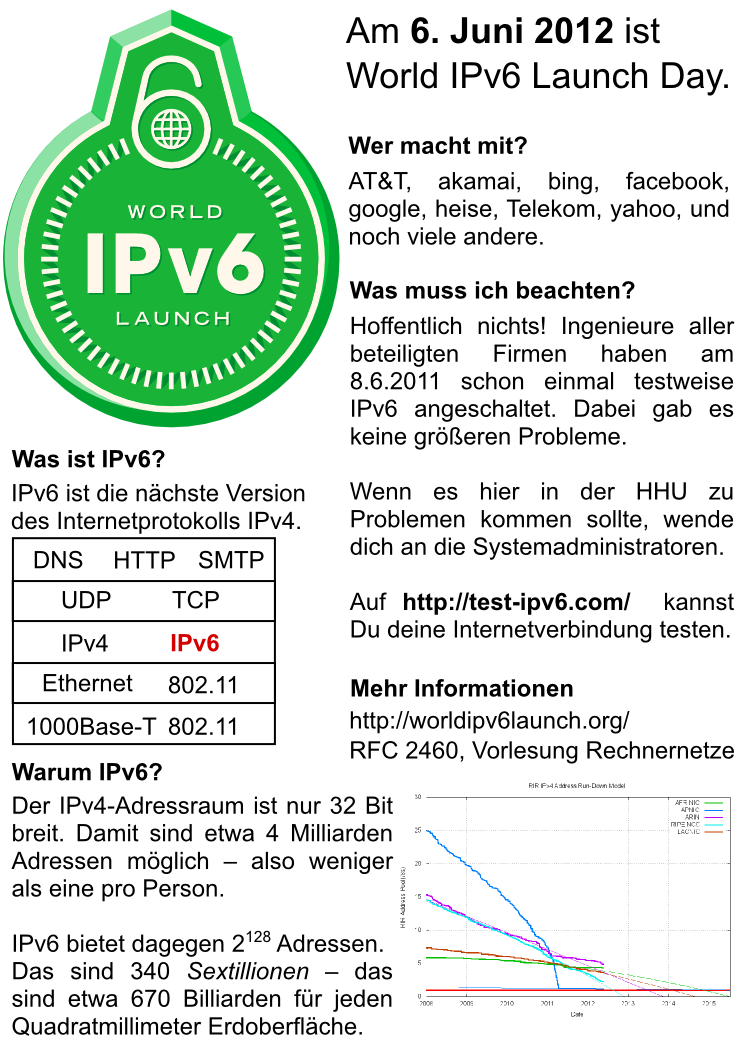 WORLD
IPv6
LAUNCH
Am 6. Juni 2012 ist
World IPv6 Launch Day.
Wer macht mit?
AT&T, akamai, bing, facebook,
google, heise, Telekom, yahoo, und
noch viele andere.
Was muss ich beachten?
Hoffentlich nichts! Ingenieure aller
beteiligten Firmen haben am
8.6.2011 schon einmal testweise
IPv6 angeschaltet. Dabei gab es
keine größeren Probleme.
Wenn es hier in der HHU zu
Problemen kommen sollte, wende
dich an die Systemadministratoren.
Auf http://test-ipv6.com/ kannst
Du deine Internetverbindung testen.
Mehr Informationen
http://worldipv6launch.org/
RFC 2460, Vorlesung Rechnernetze
Was ist IPv6?
IPv6 ist die nächste Version
des Internetprotokolls IPv4.
DNS HTTP SMTP
UDP TCP
IPv4 IPv6
Ethernet 802.11
1000Base-T 802.11
Warum IPv6?
Der IPv4-Adressraum ist nur 32 Bit
breit. Damit sind etwa 4 Milliarden
Adressen möglich – also weniger
als eine pro Person.
IPv6 bietet dagegen 2¹²⁸ Adressen.
Das sind 340 Sextillionen – das
sind etwa 670 Billiarden für jeden
Quadratmillimeter Erdoberfläche.
RIR IPv4 Address Run-Down Model
AFRINIC
APNIC
ARIN
RIPE NCC
LACNIC
RIR Address Pool(/8s)
30
25
20
15
10
5
0
2008 2009 2010 2011 2012 2013 2014 2015
Date